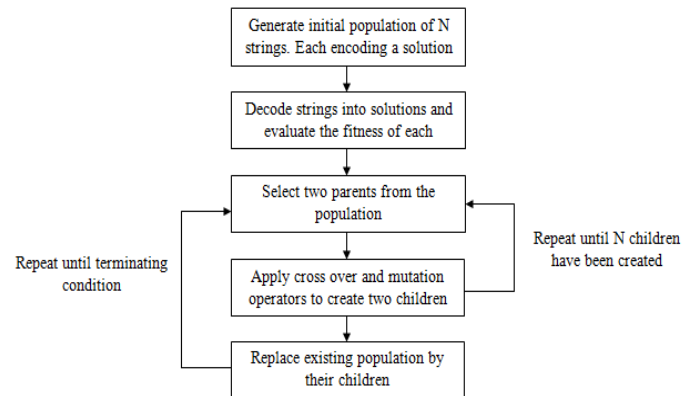 Generate initial population of N
strings. Each encoding a solution
Decode strings into solutions and
evaluate the fitness of each
Select two parents from the
population
Repeat until N children
have been created
Repeat until terminating
condition
Apply cross over and mutation
operators to create two children
Replace existing population by
their children